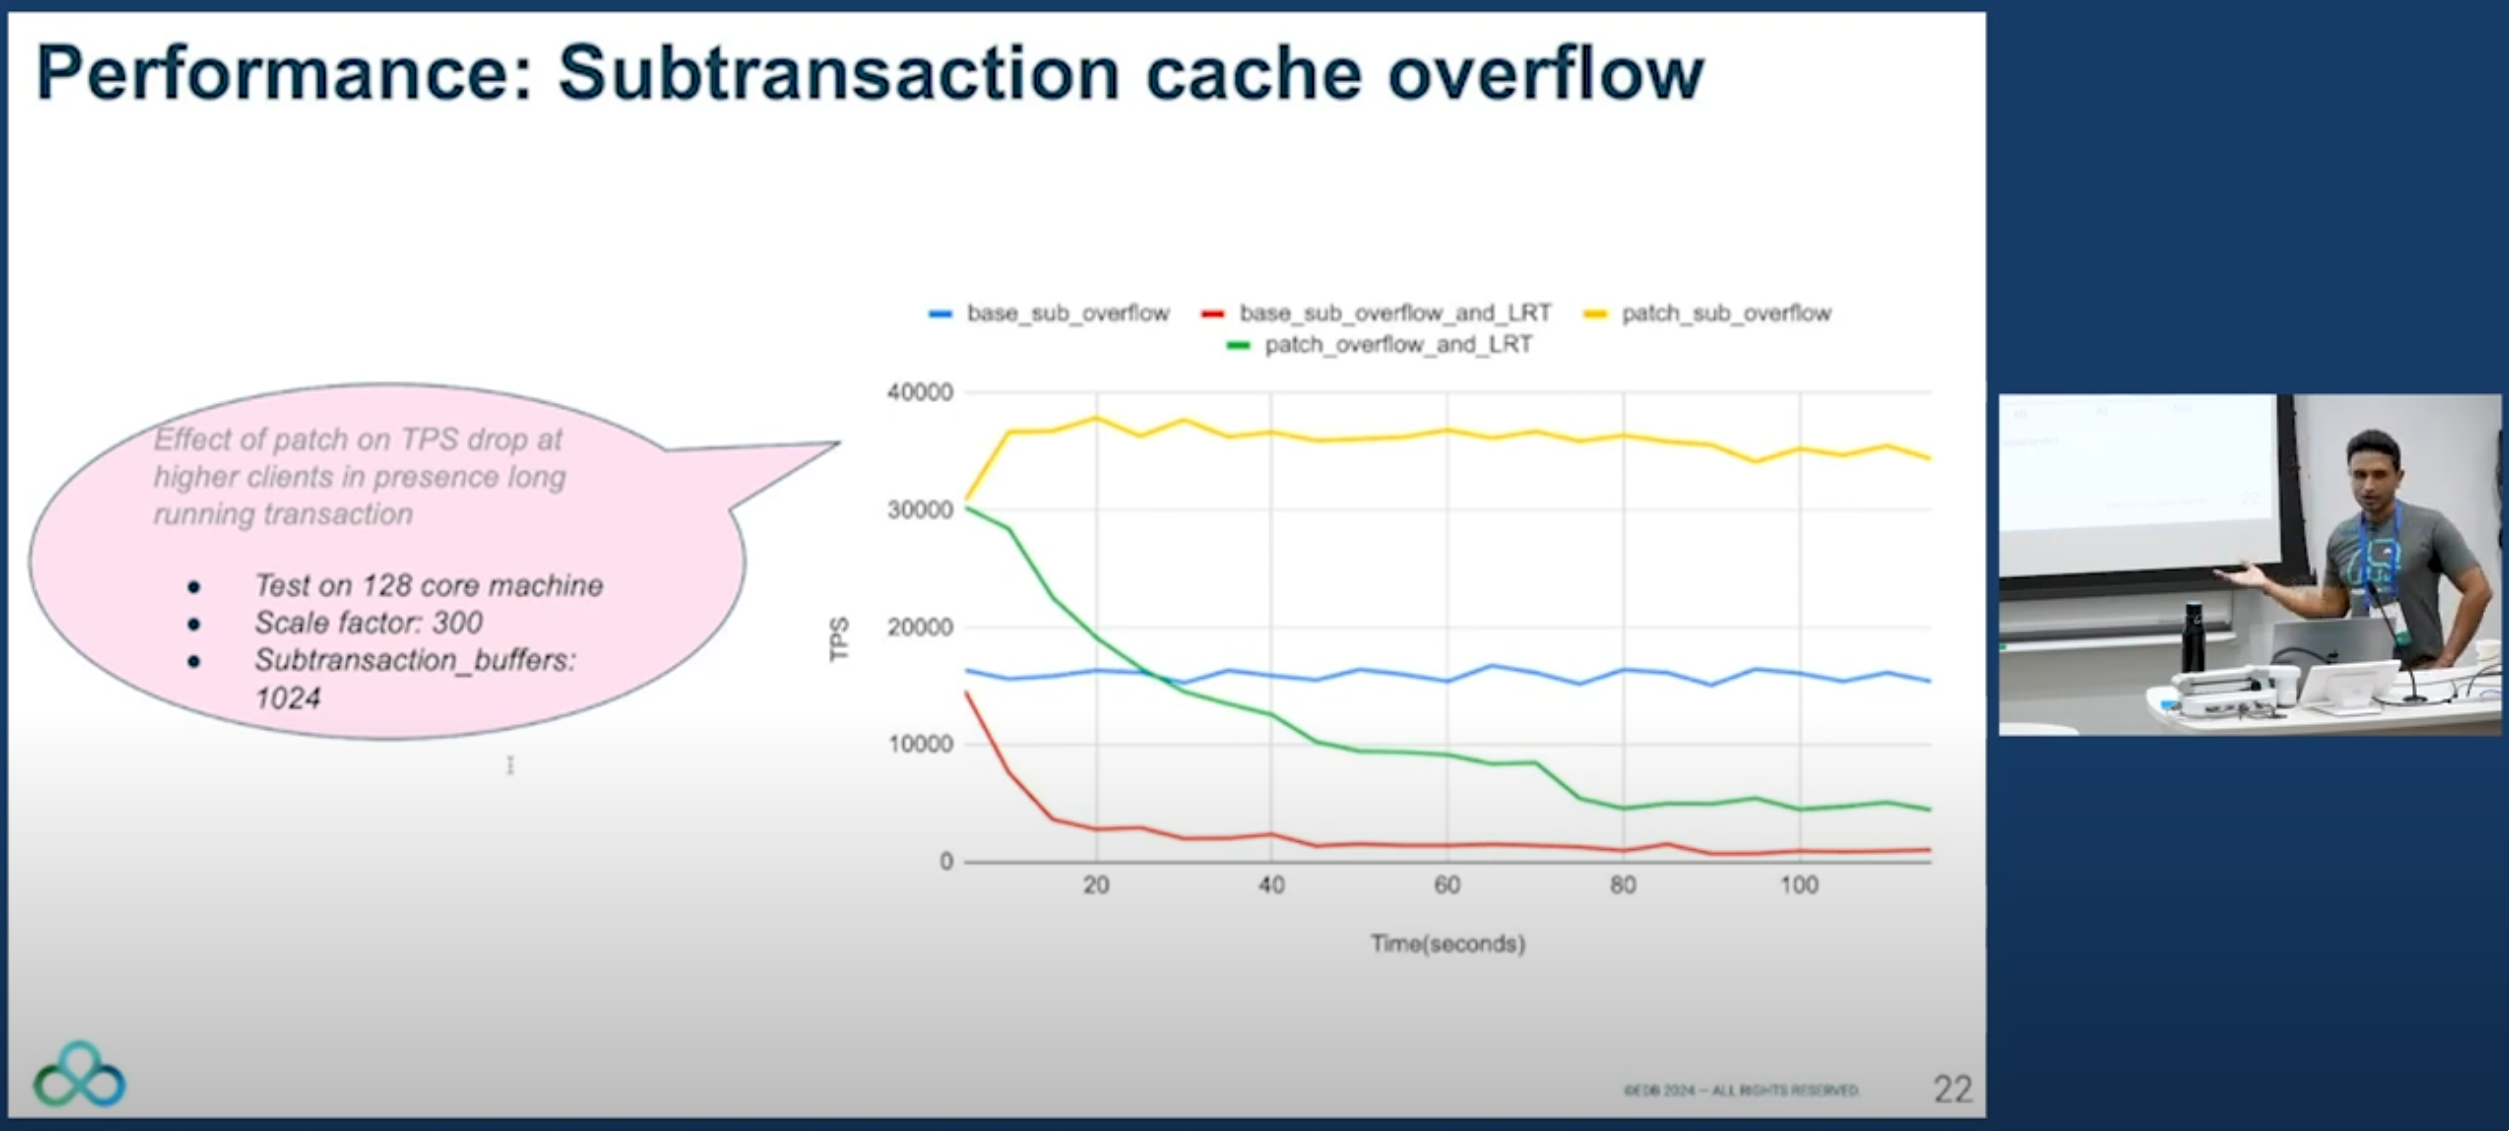 Performance: Subtransaction cache overflow
Effect of patch on TPS drop at
higher clients in presence long
running transaction
● Test on 128 core machine
● Scale factor: 300
● Subtransaction_buffers:
1024
base_sub_overflow base_sub_overflow_and_LRT patch_sub_overflow
patch_overflow_and_LRT
TPS
40000
30000
20000
10000
0
20 40 60 80 100
Time(seconds)
©EDB 2024 — ALL RIGHTS RESERVED.
22